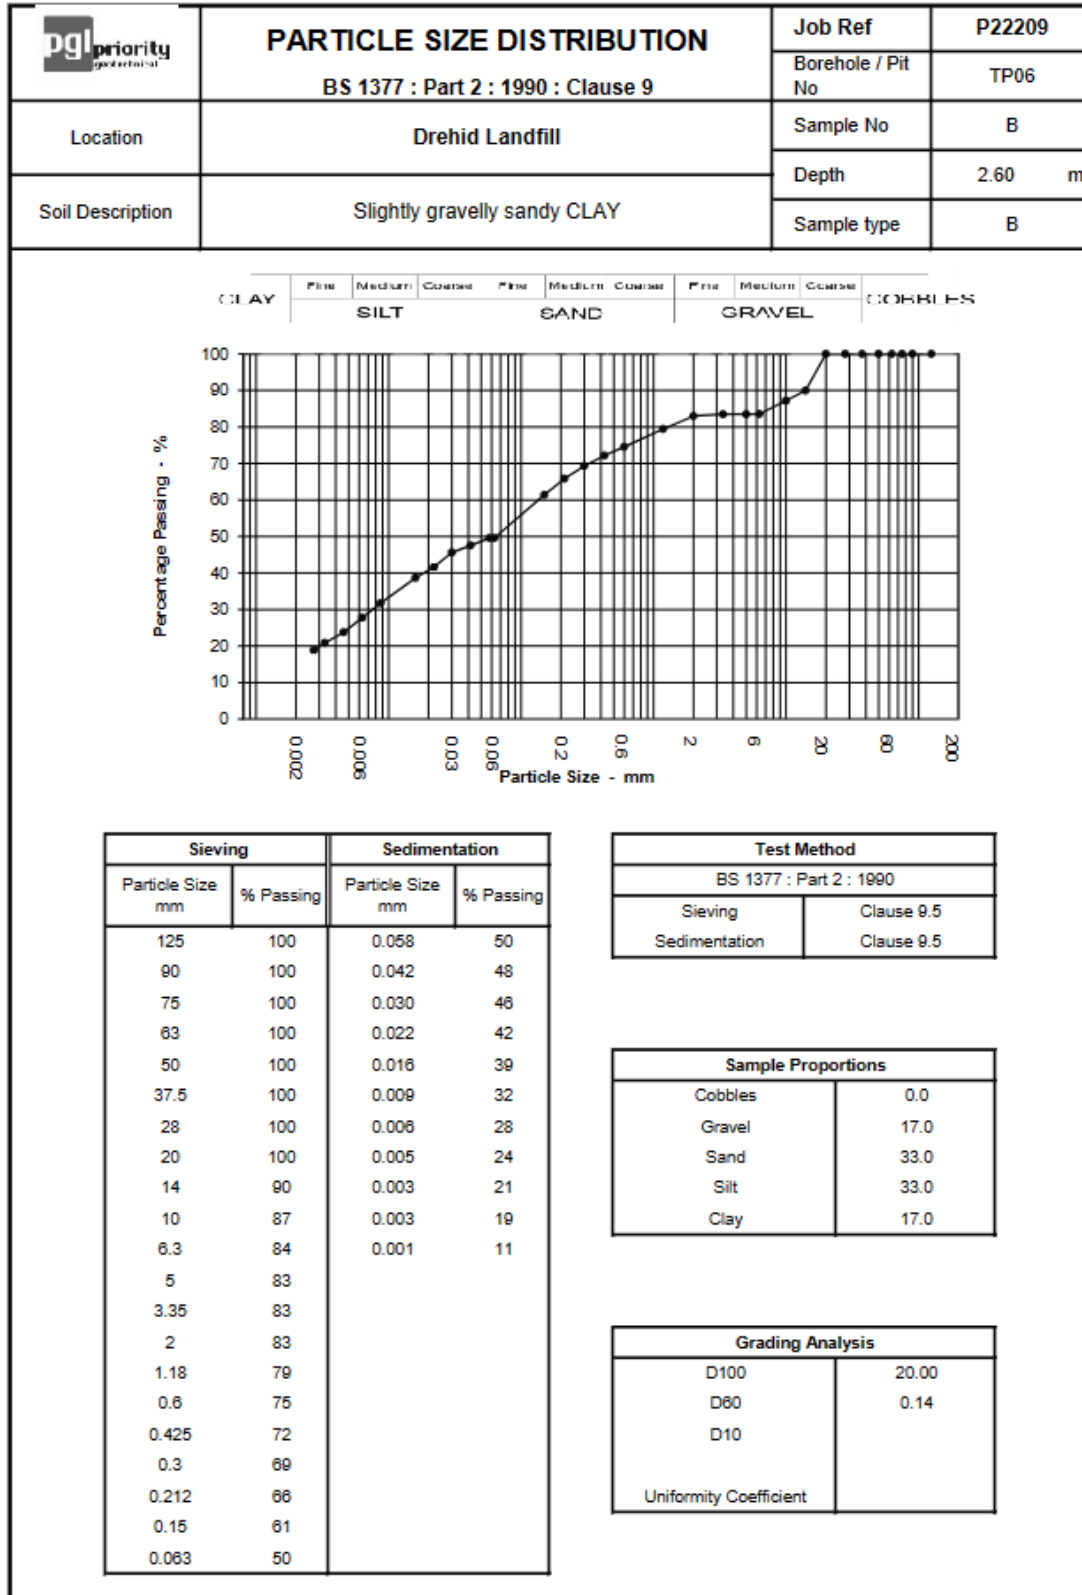 pgl priority
geotechnical
PARTICLE SIZE DISTRIBUTION
BS 1377 : Part 2 : 1990 : Clause 9
Job Ref P22209
Borehole / Pit No TP06
Location Drehid Landfill
Sample No B
Depth 2.60 m
Soil Description Slightly gravelly sandy CLAY
Sample type B
CLAY Fine Medium Coarse Fine Medium Coarse Fine Medium Coarse COBBLES
SILT SAND GRAVEL
Percentage Passing - %
100
90
80
70
60
50
40
30
20
10
0
0.002 0.006 0.03 0.06 0.2 0.6 2 6 20 60 200
Particle Size - mm
Sieving Sedimentation
Particle Size mm % Passing Particle Size mm % Passing
125 100 0.058 50
90 100 0.042 48
75 100 0.030 46
63 100 0.022 42
50 100 0.016 39
37.5 100 0.009 32
28 100 0.006 28
20 100 0.005 24
14 90 0.003 21
10 87 0.003 19
6.3 84 0.001 11
5 83
3.35 83
2 83
1.18 79
0.6 75
0.425 72
0.3 69
0.212 66
0.15 61
0.063 50
Test Method
BS 1377 : Part 2 : 1990
Sieving Clause 9.5
Sedimentation Clause 9.5
Sample Proportions
Cobbles 0.0
Gravel 17.0
Sand 33.0
Silt 33.0
Clay 17.0
Grading Analysis
D100 20.00
D60 0.14
D10
Uniformity Coefficient